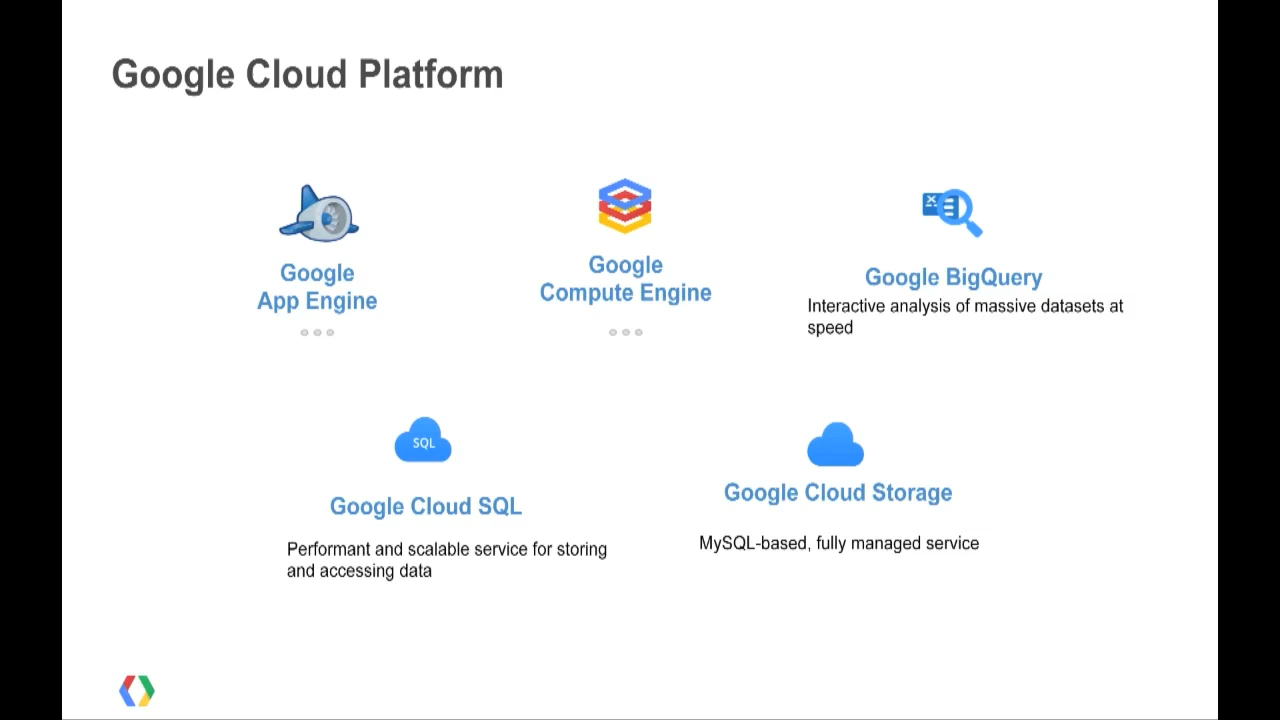 Google Cloud Platform
Google
App Engine
Google
Compute Engine
Google BigQuery
Interactive analysis of massive datasets at
speed
SQL
Google Cloud SQL
Performant and scalable service for storing
and accessing data
Google Cloud Storage
MySQL-based, fully managed service